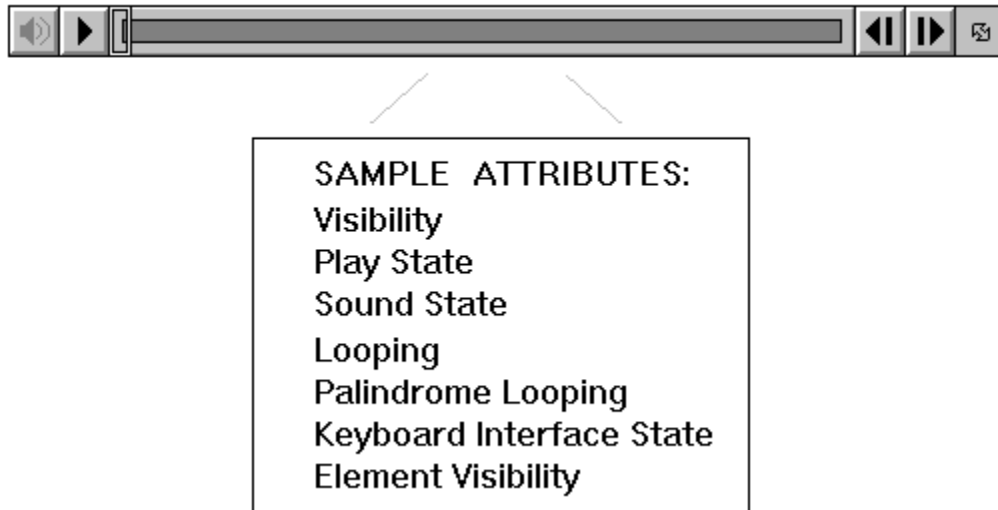 SAMPLE ATTRIBUTES:
Visibility
Play State
Sound State
Looping
Palindrome Looping
Keyboard Interface State
Element Visibility